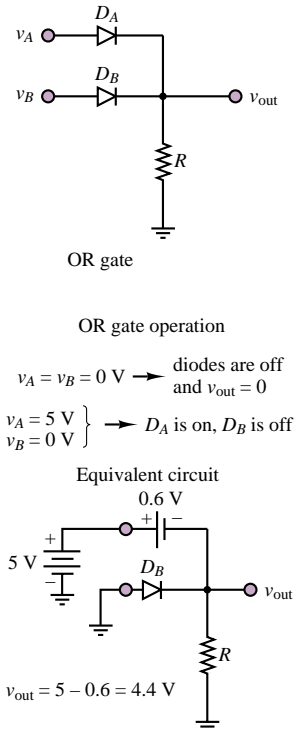 D_A
v_A
D_B
v_B
v_out
R
OR gate
OR gate operation
v_A = v_B = 0 V → diodes are off
and v_out = 0
v_A = 5 V
v_B = 0 V } → D_A is on, D_B is off
Equivalent circuit
0.6 V
+ −
+
5 V
−
D_B
v_out
R
v_out = 5 – 0.6 = 4.4 V